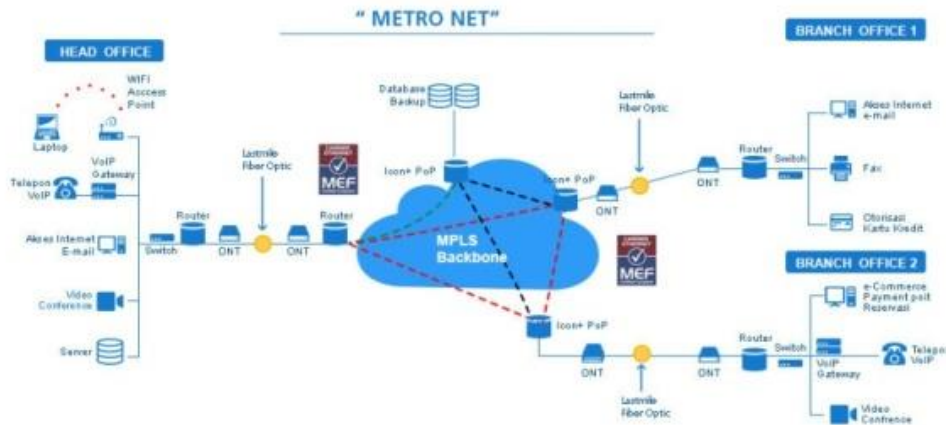 “ METRO NET”
HEAD OFFICE
WIFI
Asccess
Point
Laptop
VoIP
Gateway
Telepon
VoIP
Akses Internet
E-mail
Video
Conference
Server
Switch
Router
ONT
Lastmile
Fiber Optic
ONT
Router
MEF
Database
Backup
Icon+ PoP
MPLS
Backbone
Icon+ PoP
MEF
Icon+ PoP
Lastmile
Fiber Optic
ONT
ONT
Router
Switch
BRANCH OFFICE 1
Akses Internet
e-mail
Fax
Otorisasi
Kartu Kredit
BRANCH OFFICE 2
ONT
Lastmile
Fiber Optic
ONT
Router
Switch
e-Commerce
Payment poit
Reservasi
VoIP
Gateway
Telepon
VoIP
Video
Confrence